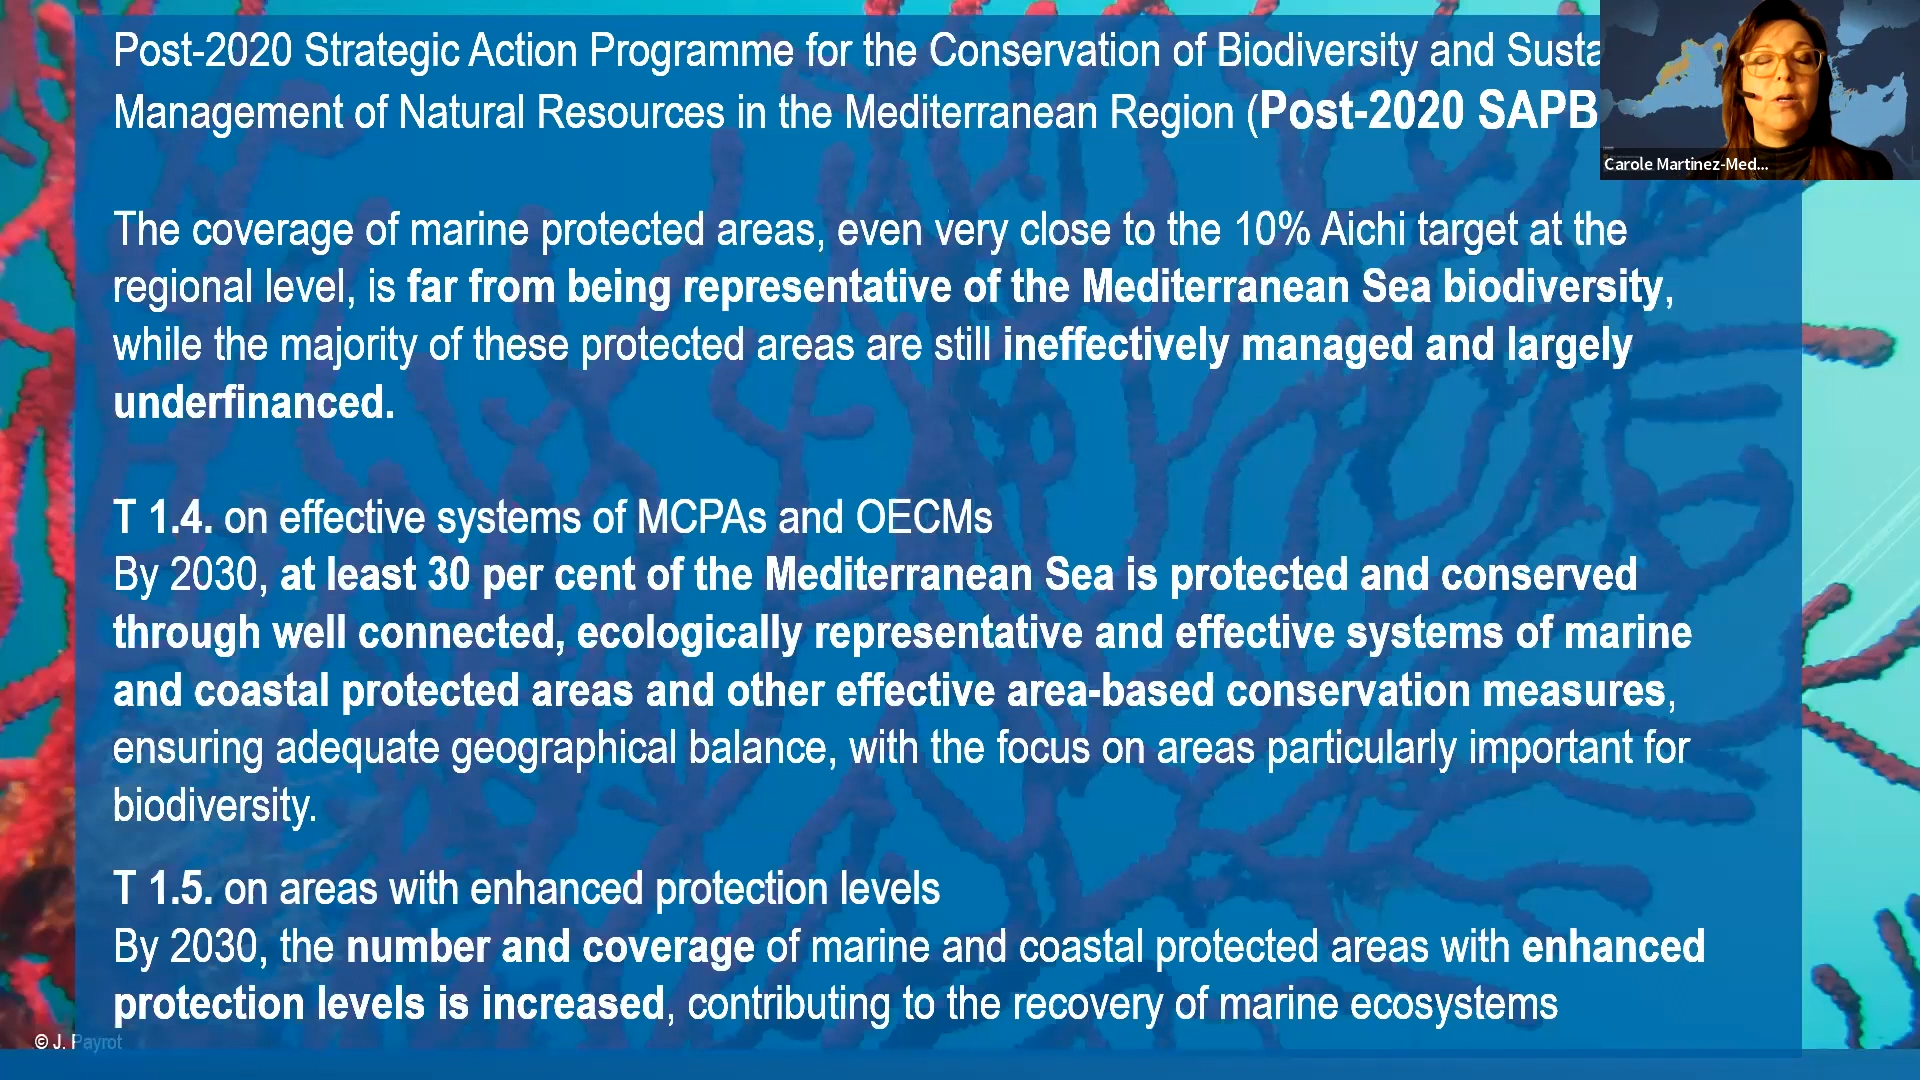 Post-2020 Strategic Action Programme for the Conservation of Biodiversity and
Management of Natural Resources in the Mediterranean Region (Post-2020 SAPB
Carole Martinez-Med...
The coverage of marine protected areas, even very close to the 10% Aichi target at the
regional level, is far from being representative of the Mediterranean Sea biodiversity,
while the majority of these protected areas are still ineffectively managed and largely
underfinanced.
T 1.4. on effective systems of MCPAs and OECMs
By 2030, at least 30 per cent of the Mediterranean Sea is protected and conserved
through well connected, ecologically representative and effective systems of marine
and coastal protected areas and other effective area-based conservation measures,
ensuring adequate geographical balance, with the focus on areas particularly important for
biodiversity.
T 1.5. on areas with enhanced protection levels
By 2030, the number and coverage of marine and coastal protected areas with enhanced
protection levels is increased, contributing to the recovery of marine ecosystems
© J. Payrot